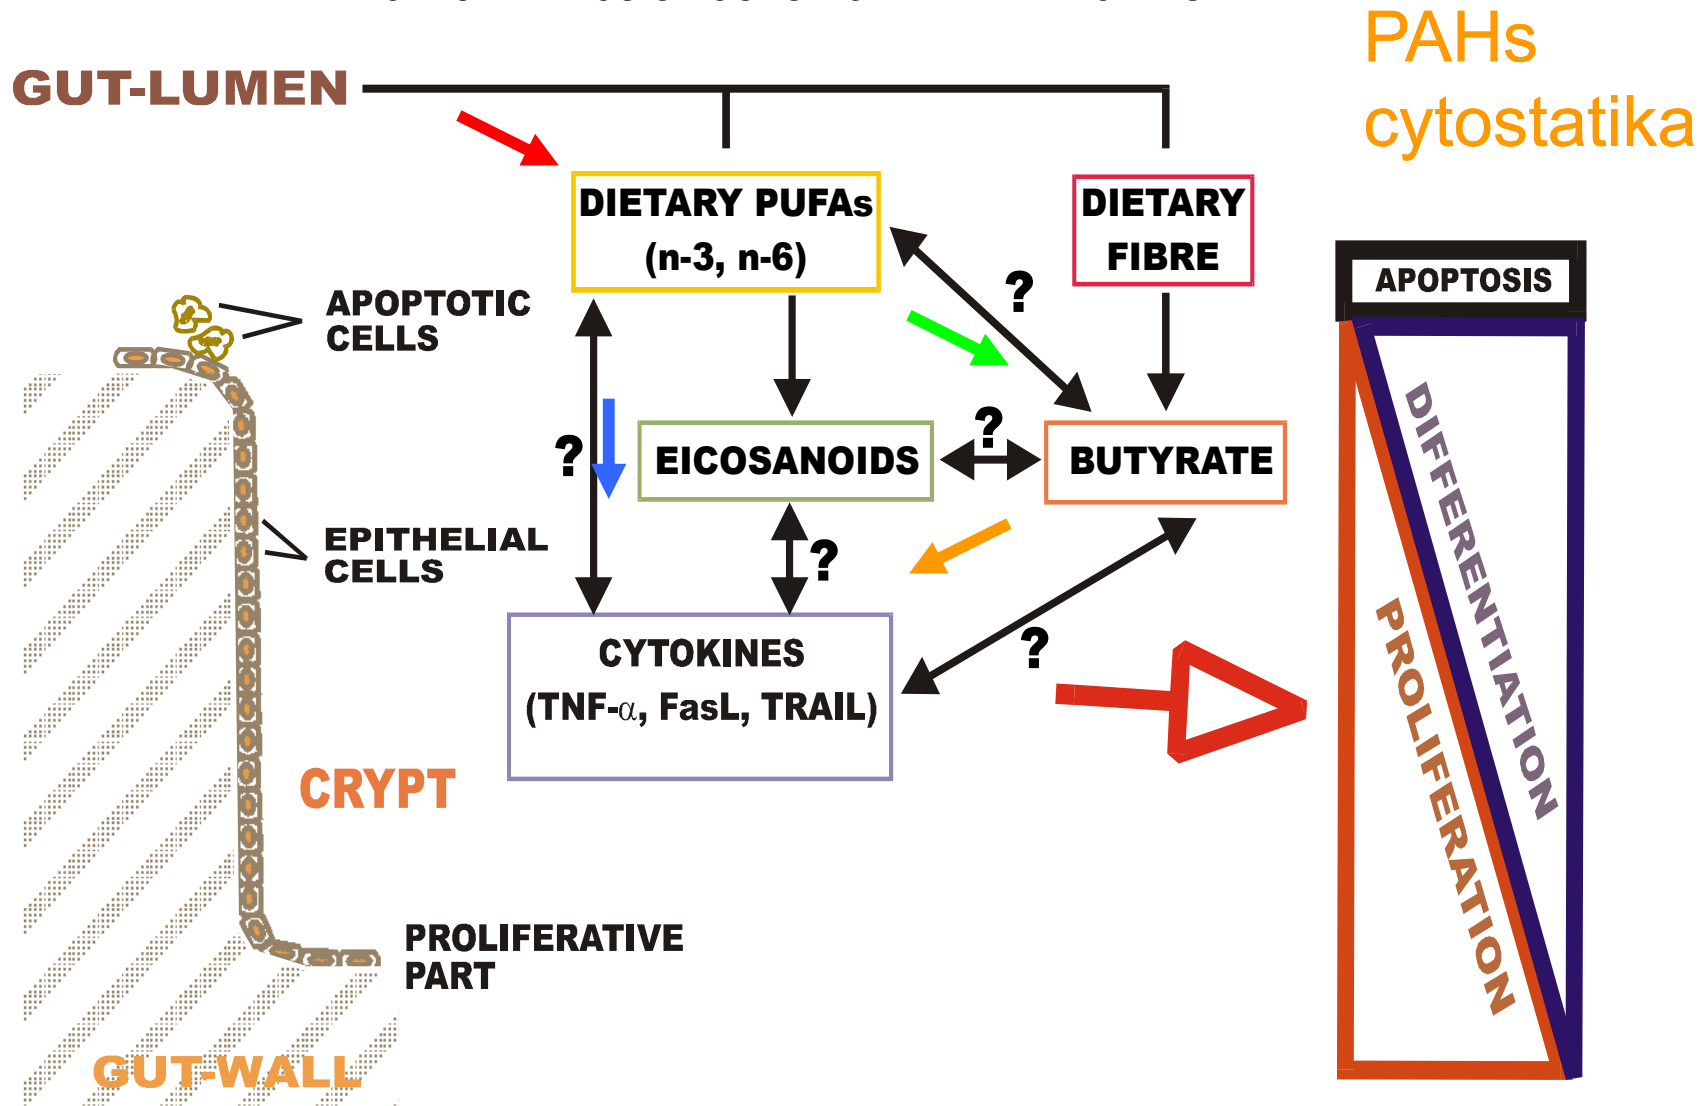 PAHs
cytostatika
GUT-LUMEN
DIETARY PUFAs
(n-3, n-6)
DIETARY
FIBRE
?
APOPTOSIS
APOPTOTIC
CELLS
?
?
EICOSANOIDS
BUTYRATE
DIFFERENTIATION
EPITHELIAL
CELLS
?
CYTOKINES
(TNF-α, FasL, TRAIL)
?
PROLIFERATION
CRYPT
PROLIFERATIVE
PART
GUT-WALL